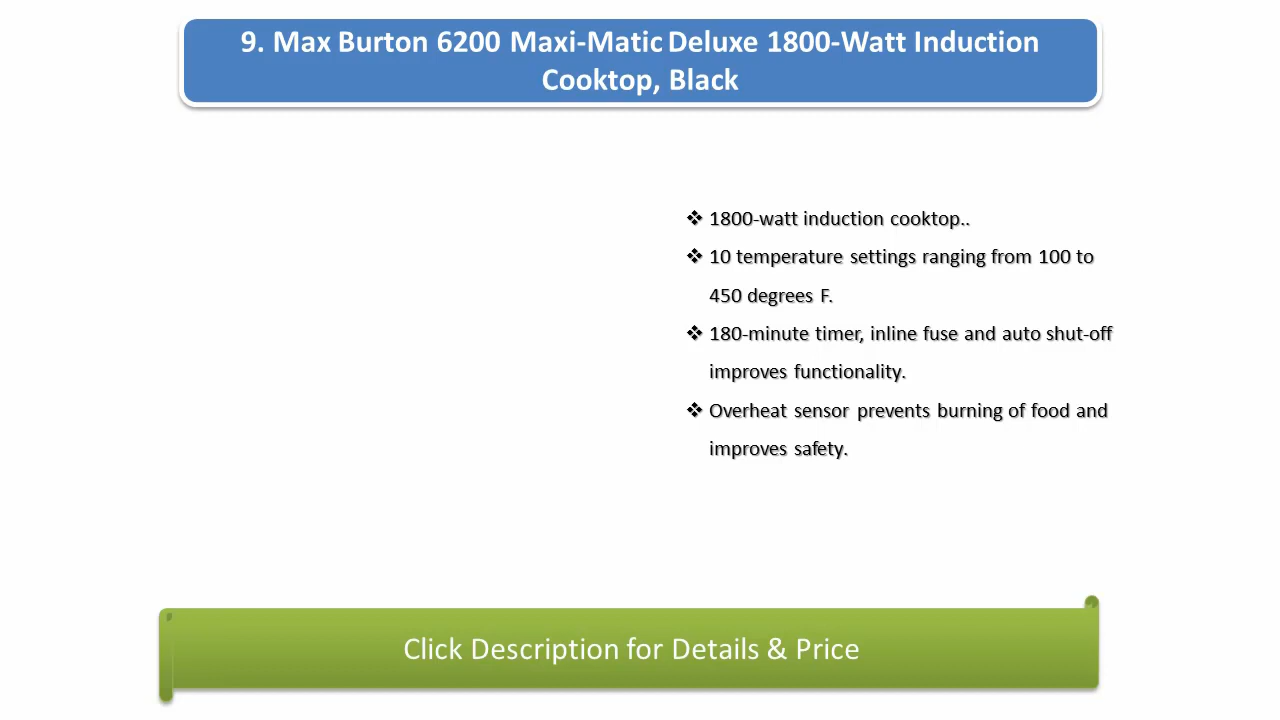 9. Max Burton 6200 Maxi-Matic Deluxe 1800-Watt Induction
Cooktop, Black
❖ 1800-watt induction cooktop..
❖ 10 temperature settings ranging from 100 to
450 degrees F.
❖ 180-minute timer, inline fuse and auto shut-off
improves functionality.
❖ Overheat sensor prevents burning of food and
improves safety.
Click Description for Details & Price